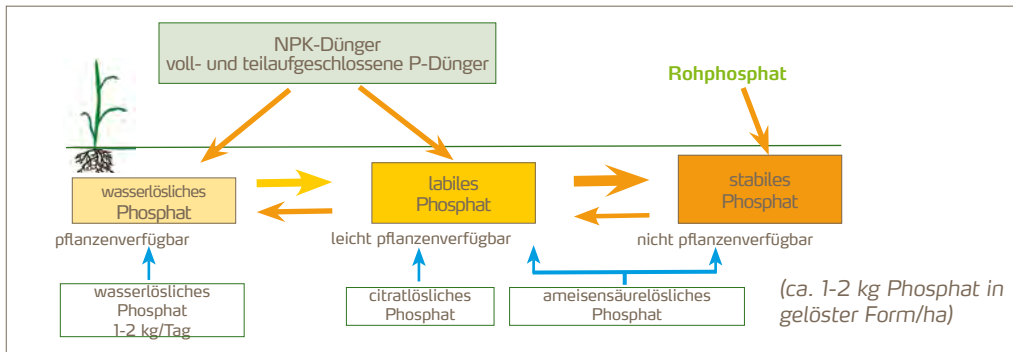 NPK-Dünger
voll- und teilaufgeschlossene P-Dünger
Rohphosphat
wasserlösliches
Phosphat
labiles
Phosphat
stabiles
Phosphat
pflanzenverfügbar
leicht pflanzenverfügbar
nicht pflanzenverfügbar
wasserlösliches
Phosphat
1-2 kg/Tag
citratlösliches
Phosphat
ameisensäurelösliches
Phosphat
(ca. 1-2 kg Phosphat in
gelöster Form/ha)